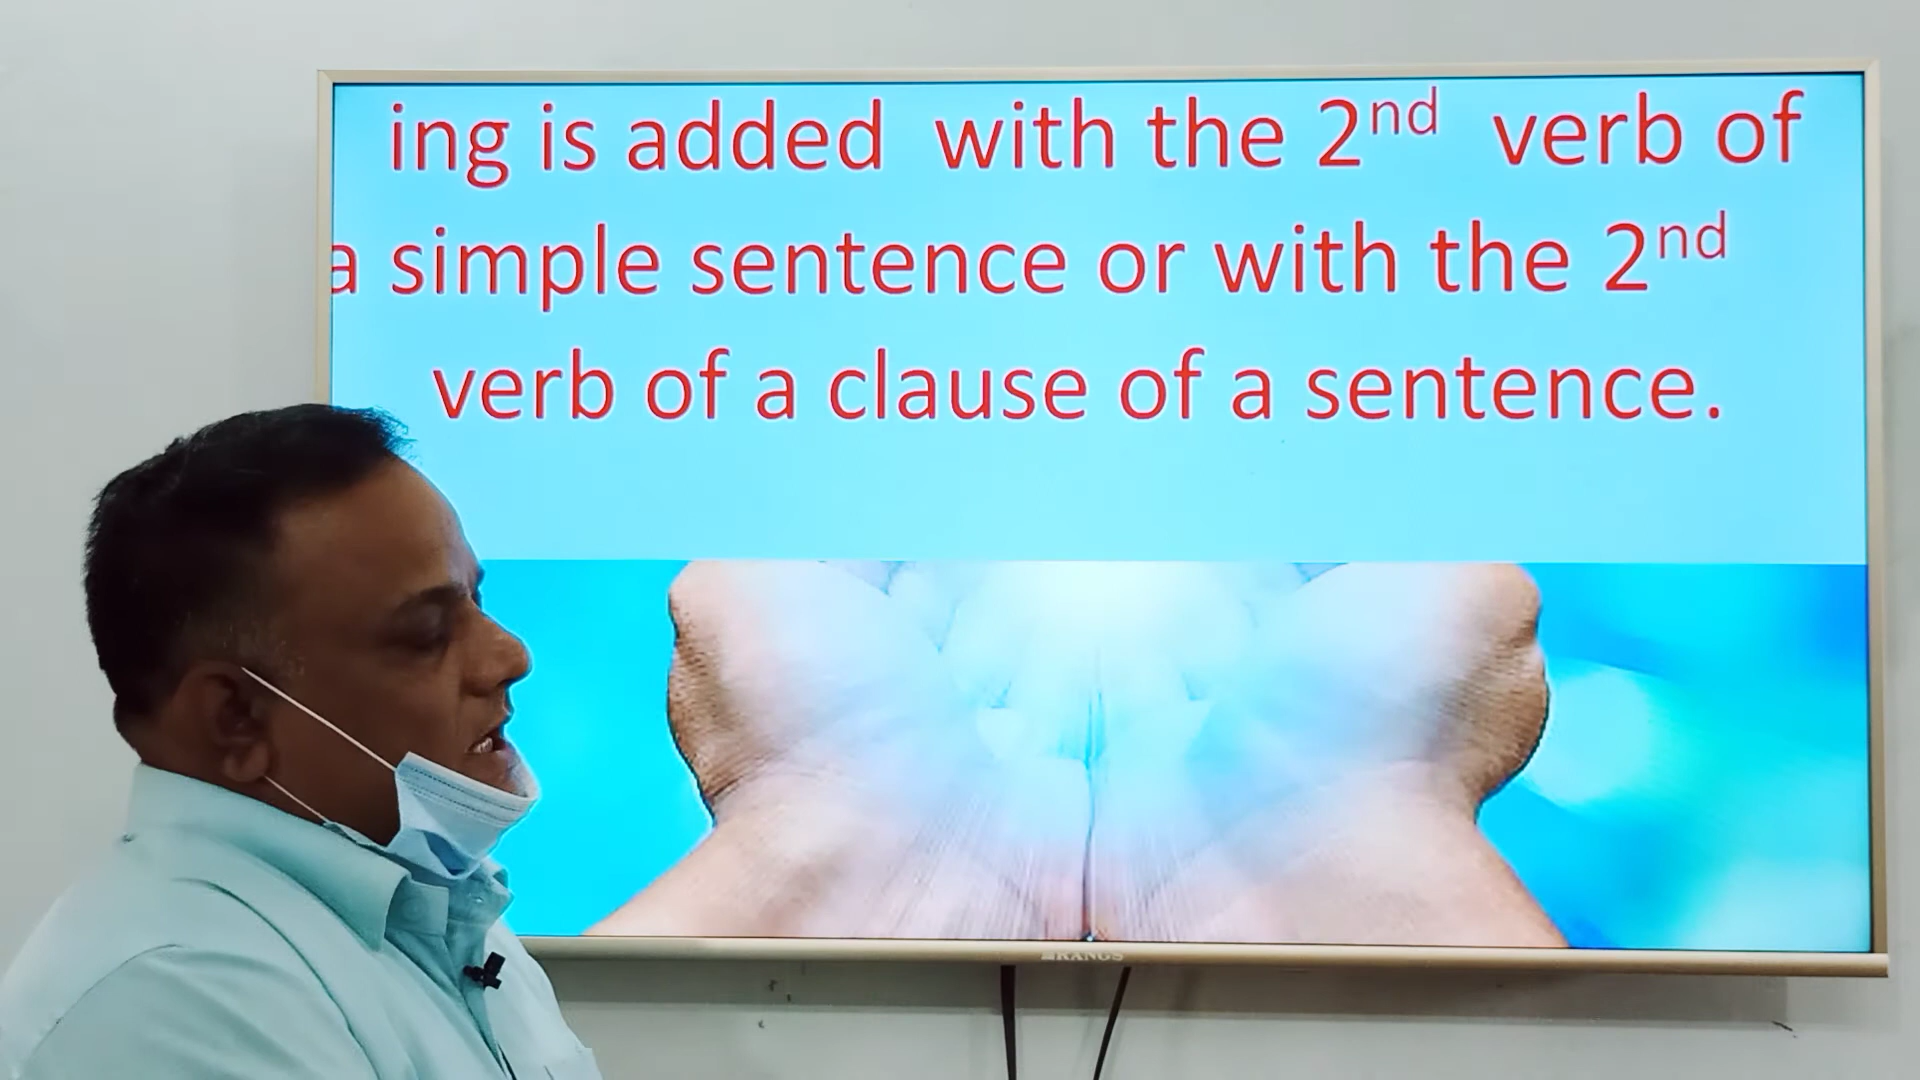 ing is added with the 2nd verb of
a simple sentence or with the 2nd
verb of a clause of a sentence.
RANGS